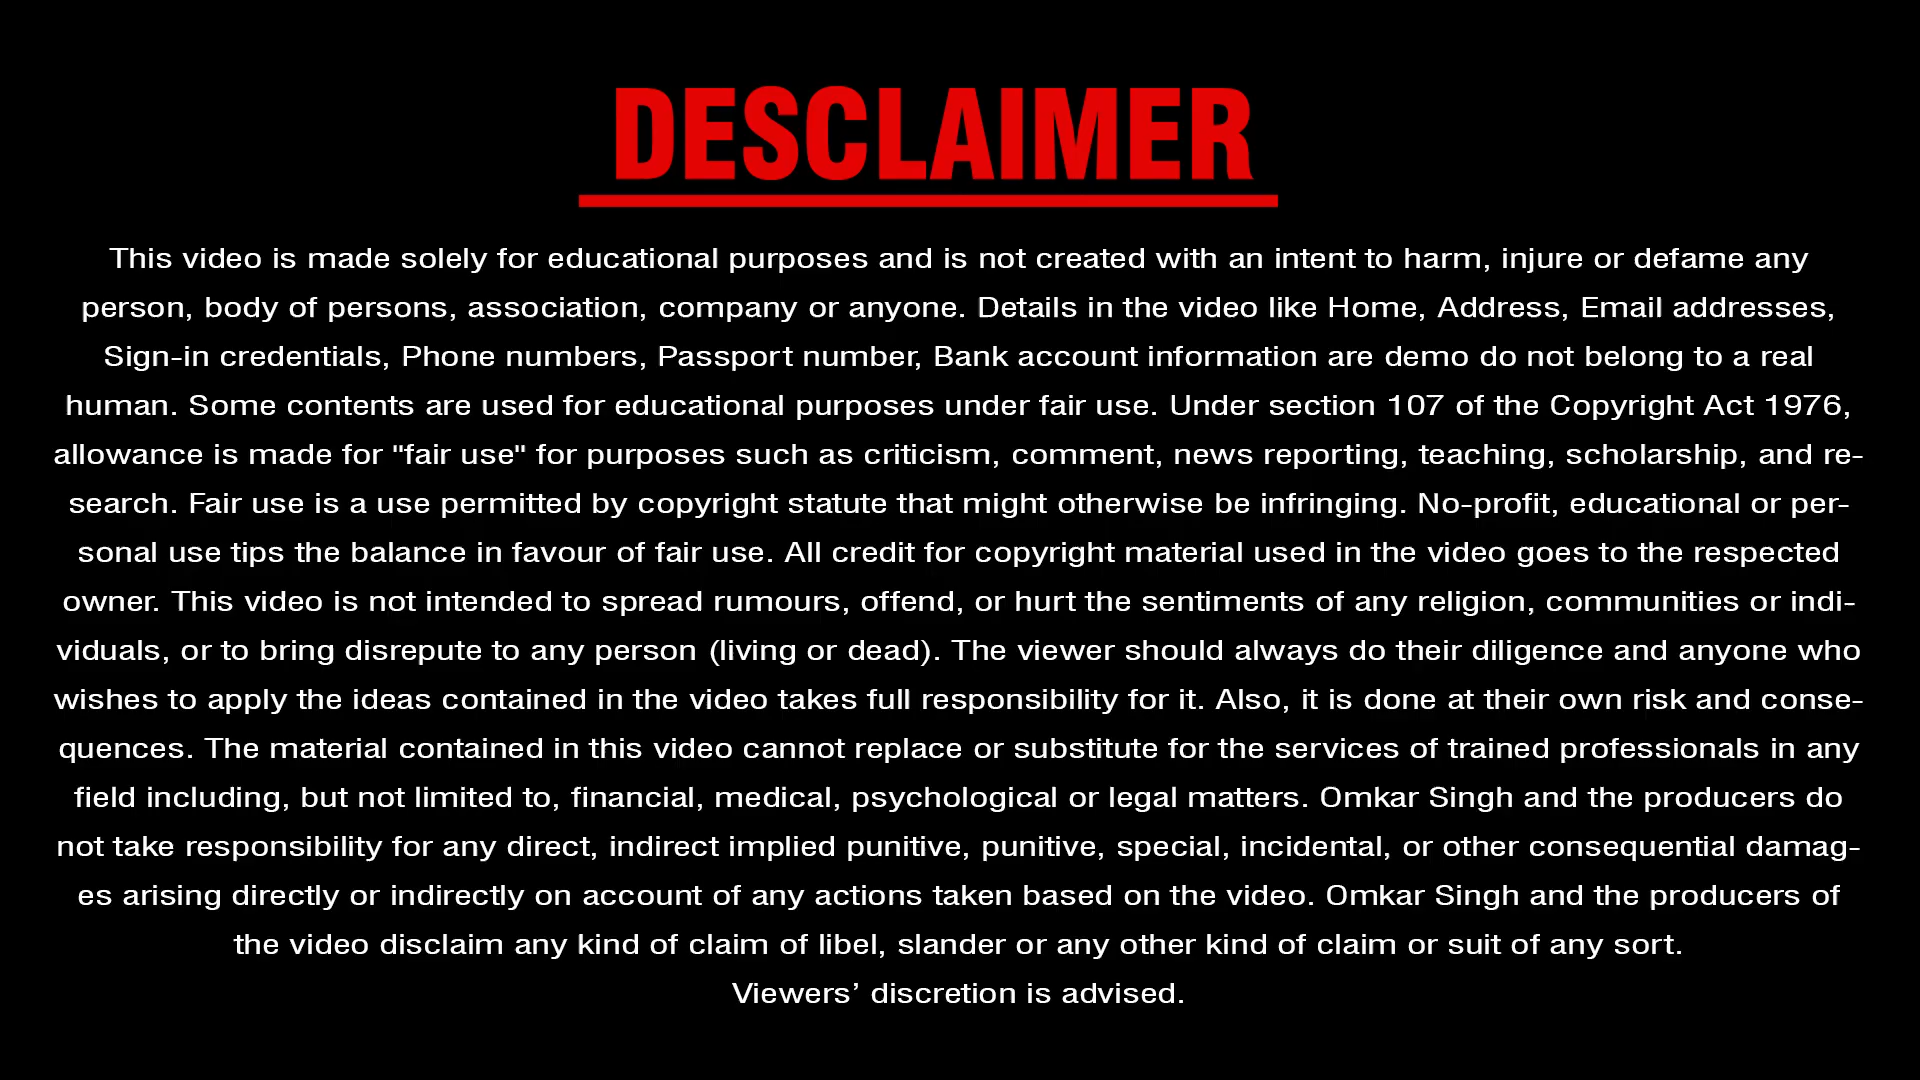 DESCLAIMER
This video is made solely for educational purposes and is not created with an intent to harm, injure or defame any
person, body of persons, association, company or anyone. Details in the video like Home, Address, Email addresses,
Sign-in credentials, Phone numbers, Passport number, Bank account information are demo do not belong to a real
human. Some contents are used for educational purposes under fair use. Under section 107 of the Copyright Act 1976,
allowance is made for "fair use" for purposes such as criticism, comment, news reporting, teaching, scholarship, and re-
search. Fair use is a use permitted by copyright statute that might otherwise be infringing. No-profit, educational or per-
sonal use tips the balance in favour of fair use. All credit for copyright material used in the video goes to the respected
owner. This video is not intended to spread rumours, offend, or hurt the sentiments of any religion, communities or indi-
viduals, or to bring disrepute to any person (living or dead). The viewer should always do their diligence and anyone who
wishes to apply the ideas contained in the video takes full responsibility for it. Also, it is done at their own risk and conse-
quences. The material contained in this video cannot replace or substitute for the services of trained professionals in any
field including, but not limited to, financial, medical, psychological or legal matters. Omkar Singh and the producers do
not take responsibility for any direct, indirect implied punitive, punitive, special, incidental, or other consequential damag-
es arising directly or indirectly on account of any actions taken based on the video. Omkar Singh and the producers of
the video disclaim any kind of claim of libel, slander or any other kind of claim or suit of any sort.
Viewers’ discretion is advised.